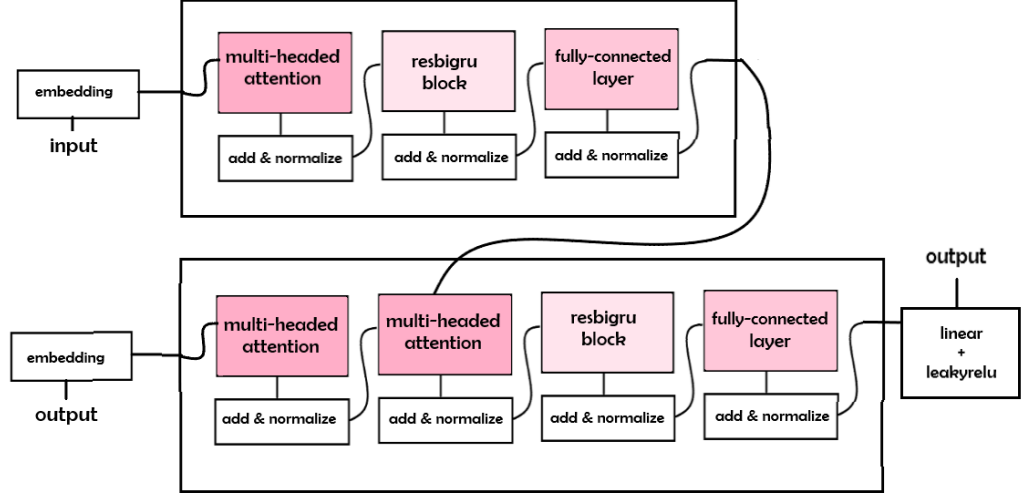 multi-headed
attention
resbigru
block
fully-connected
layer
embedding
input
add & normalize
add & normalize
add & normalize
output
multi-headed
attention
multi-headed
attention
resbigru
block
fully-connected
layer
linear
+
leakyrelu
embedding
output
add & normalize
add & normalize
add & normalize
add & normalize